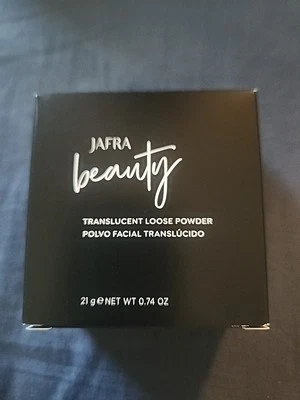 JAFRA
beauty
TRANSLUCENT LOOSE POWDER
POLVO FACIAL TRANSLÚCIDO
21 g ℮ NET WT 0.74 OZ